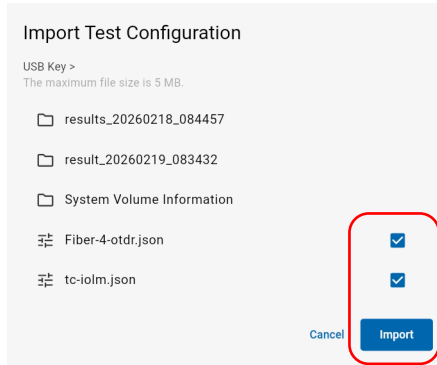 Import Test Configuration
USB Key >
The maximum file size is 5 MB.
results_20260218_084457
result_20260219_083432
System Volume Information
Fiber-4-otdr.json
tc-iolm.json
Cancel Import